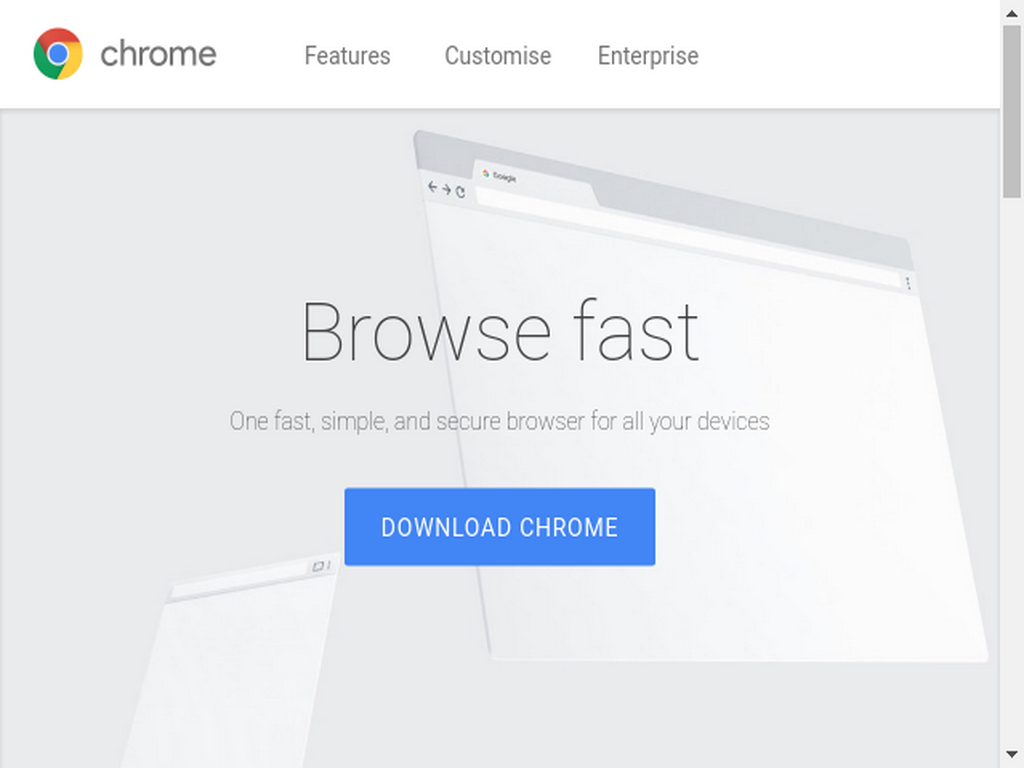 chrome
Features Customise Enterprise
Google
Browse fast
One fast, simple, and secure browser for all your devices
DOWNLOAD CHROME